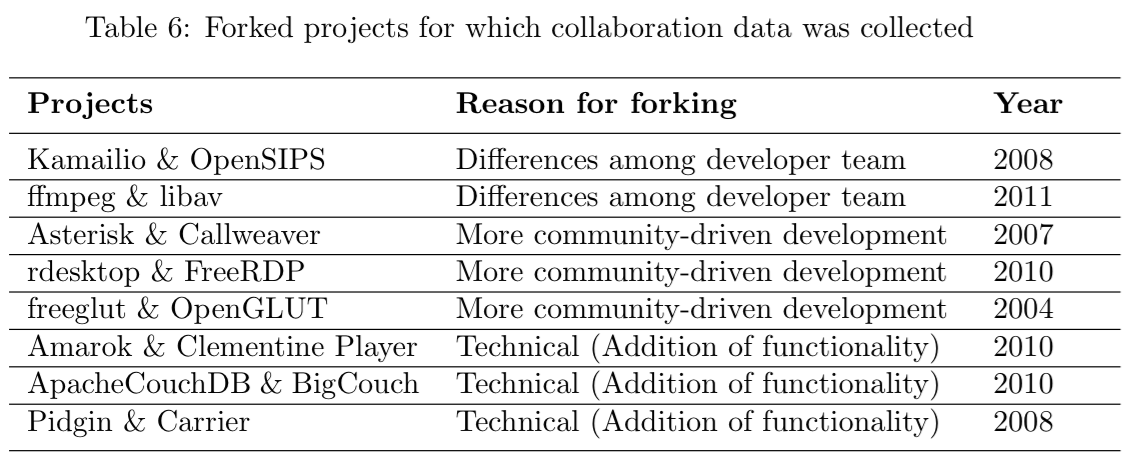 Table 6: Forked projects for which collaboration data was collected
Projects Reason for forking Year
Kamailio & OpenSIPS Differences among developer team 2008
ffmpeg & libav Differences among developer team 2011
Asterisk & Callweaver More community-driven development 2007
rdesktop & FreeRDP More community-driven development 2010
freeglut & OpenGLUT More community-driven development 2004
Amarok & Clementine Player Technical (Addition of functionality) 2010
ApacheCouchDB & BigCouch Technical (Addition of functionality) 2010
Pidgin & Carrier Technical (Addition of functionality) 2008